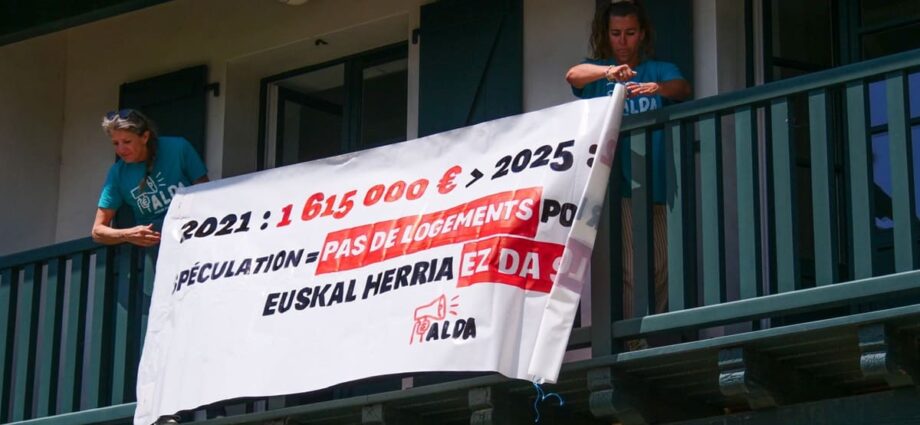 2021 : 1 615 000 € > 2025 :
SPÉCULATION = PAS DE LOGEMENTS
EUSKAL HERRIA EZ DA
ALDA
ALDA
ALDA